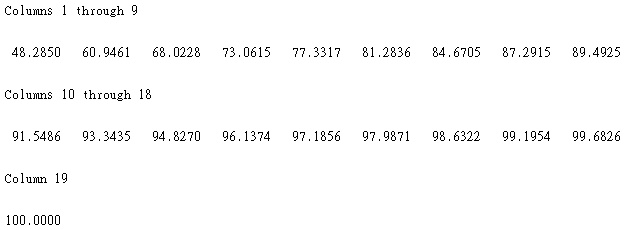 Columns 1 through 9
48.2850 60.9461 68.0228 73.0615 77.3317 81.2836 84.6705 87.2915 89.4925
Columns 10 through 18
91.5486 93.3435 94.8270 96.1374 97.1856 97.9871 98.6322 99.1954 99.6826
Column 19
100.0000